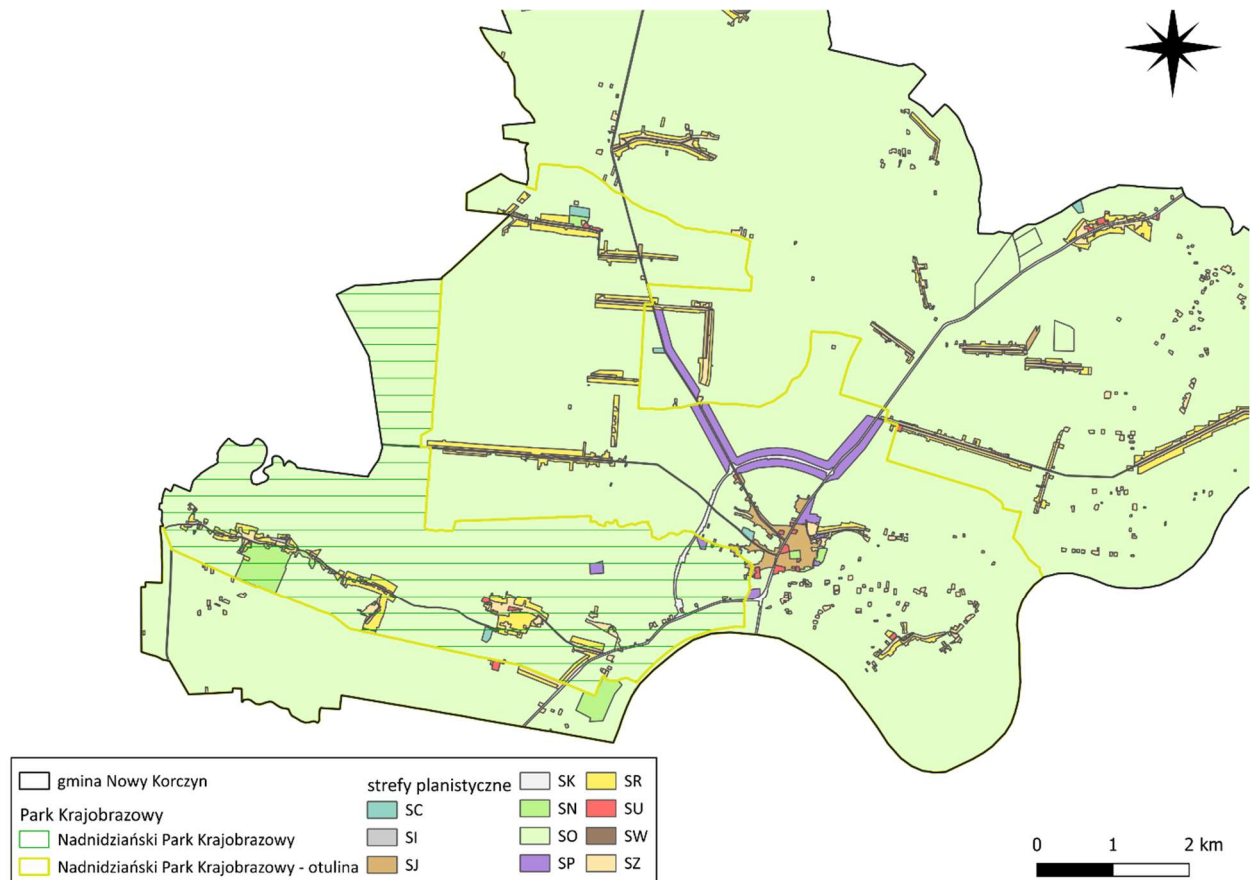 gmina Nowy Korczyn
Park Krajobrazowy
Nadnidziański Park Krajobrazowy
Nadnidziański Park Krajobrazowy - otulina
strefy planistyczne
SC
SI
SJ
SK
SN
SO
SP
SR
SU
SW
SZ
0 1 2 km